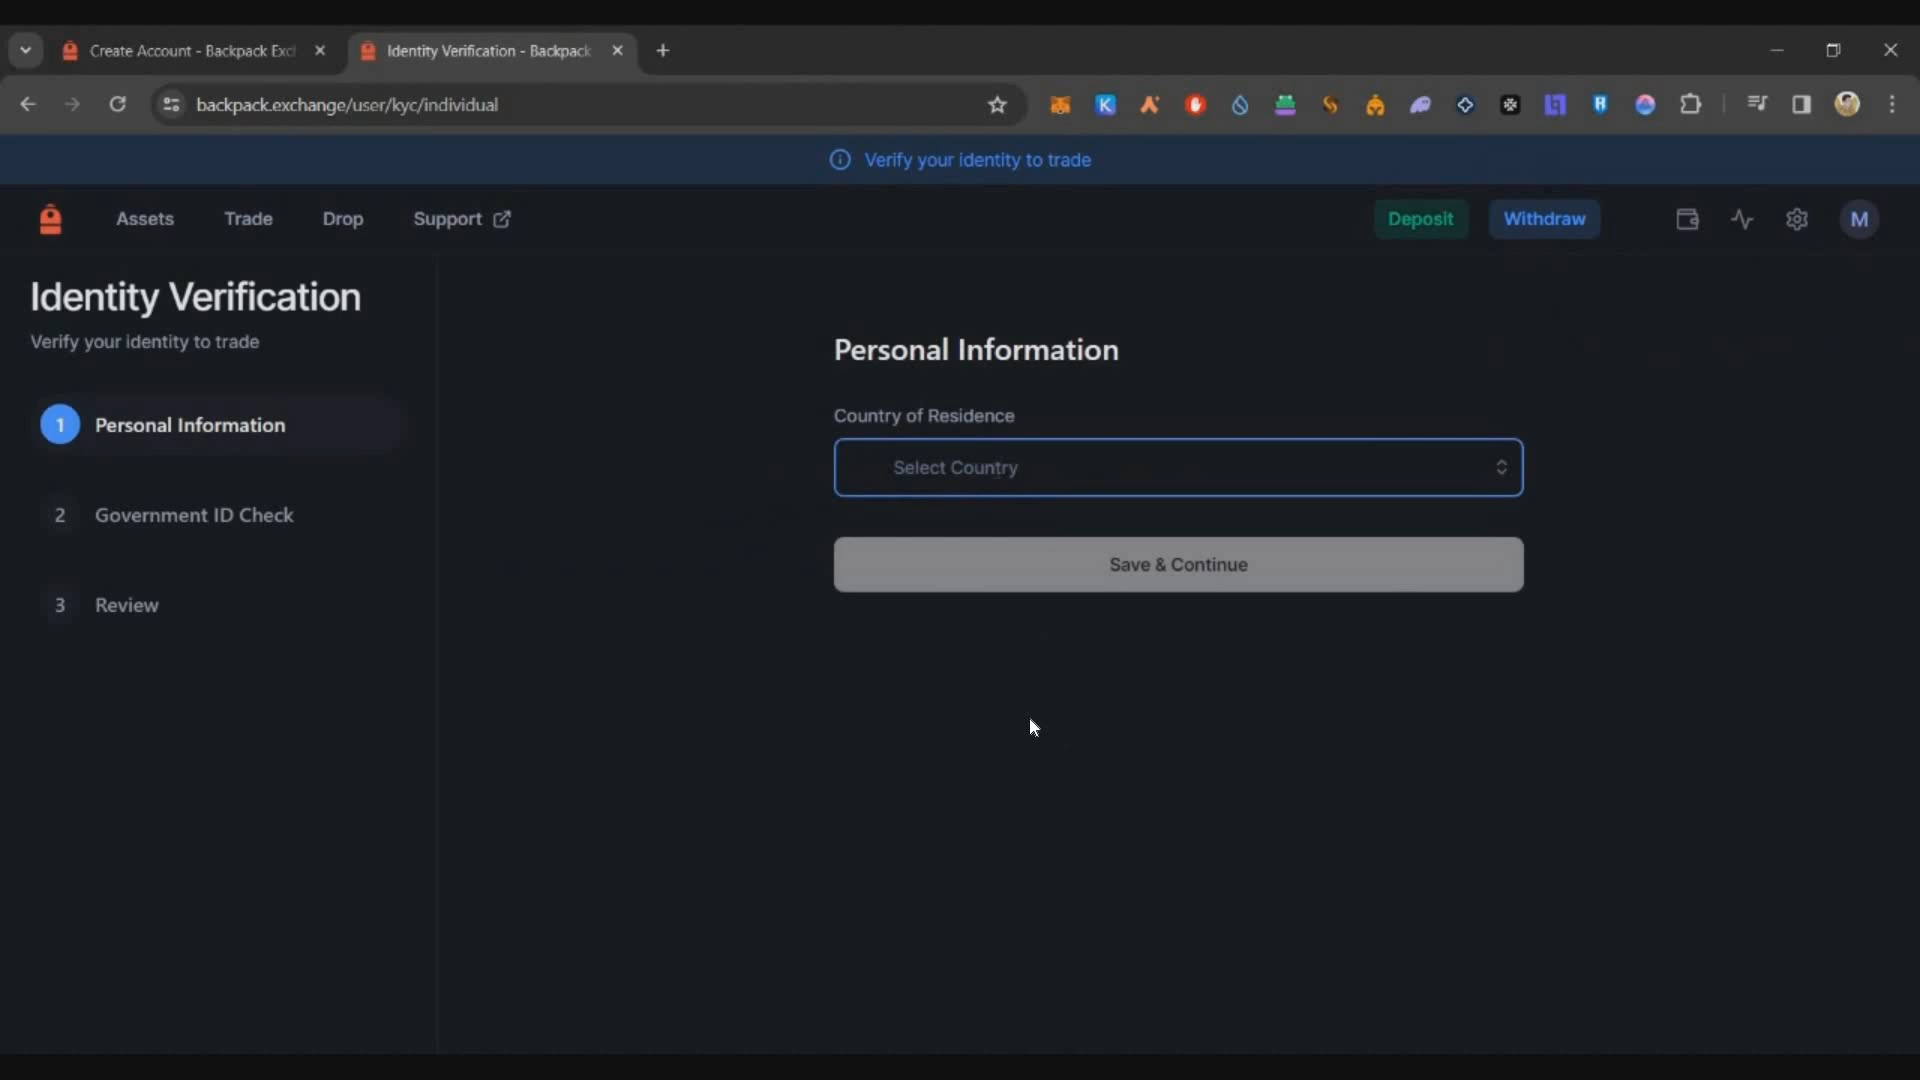 Create Account - Backpack Exc
Identity Verification - Backpack
backpack.exchange/user/kyc/individual
Verify your identity to trade
Assets
Trade
Drop
Support
Deposit
Withdraw
M
Identity Verification
Verify your identity to trade
1 Personal Information
2 Government ID Check
3 Review
Personal Information
Country of Residence
Select Country
Save & Continue